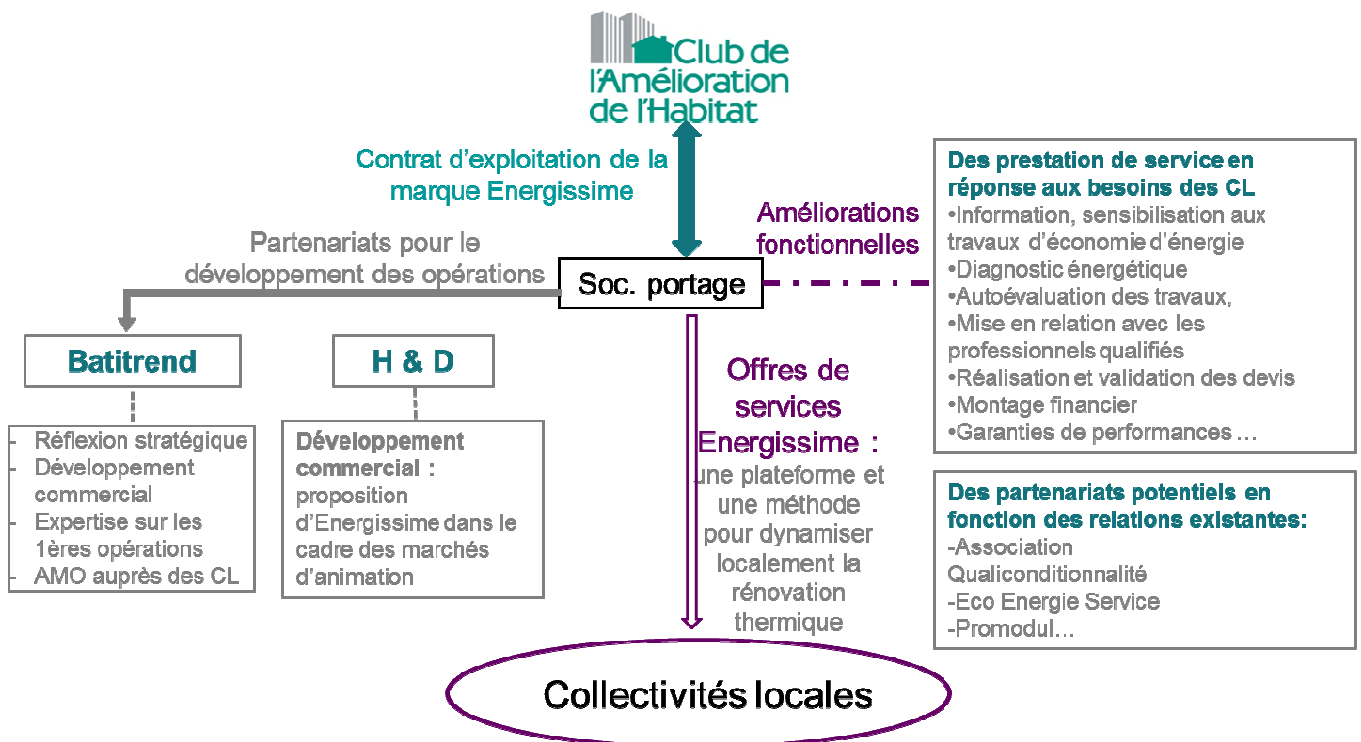 Club de
l'Amélioration
de l'Habitat
Contrat d'exploitation de la
marque Energissime
Partenariats pour le
développement des opérations
Améliorations
fonctionnelles
Soc. portage
Batitrend
H & D
- Réflexion stratégique
- Développement
commercial
- Expertise sur les
1ères opérations
- AMO auprès des CL
Développement
commercial :
proposition
d'Energissime dans le
cadre des marchés
d'animation
Offres de
services
Energissime :
une plateforme et
une méthode
pour dynamiser
localement la
rénovation
thermique
Des prestation de service en
réponse aux besoins des CL
•Information, sensibilisation aux
travaux d'économie d'énergie
•Diagnostic énergétique
•Autoévaluation des travaux,
•Mise en relation avec les
professionnels qualifiés
•Réalisation et validation des devis
•Montage financier
•Garanties de performances ...
Des partenariats potentiels en
fonction des relations existantes:
-Association
Qualiconditionnalité
-Eco Energie Service
-Promodul...
Collectivités locales